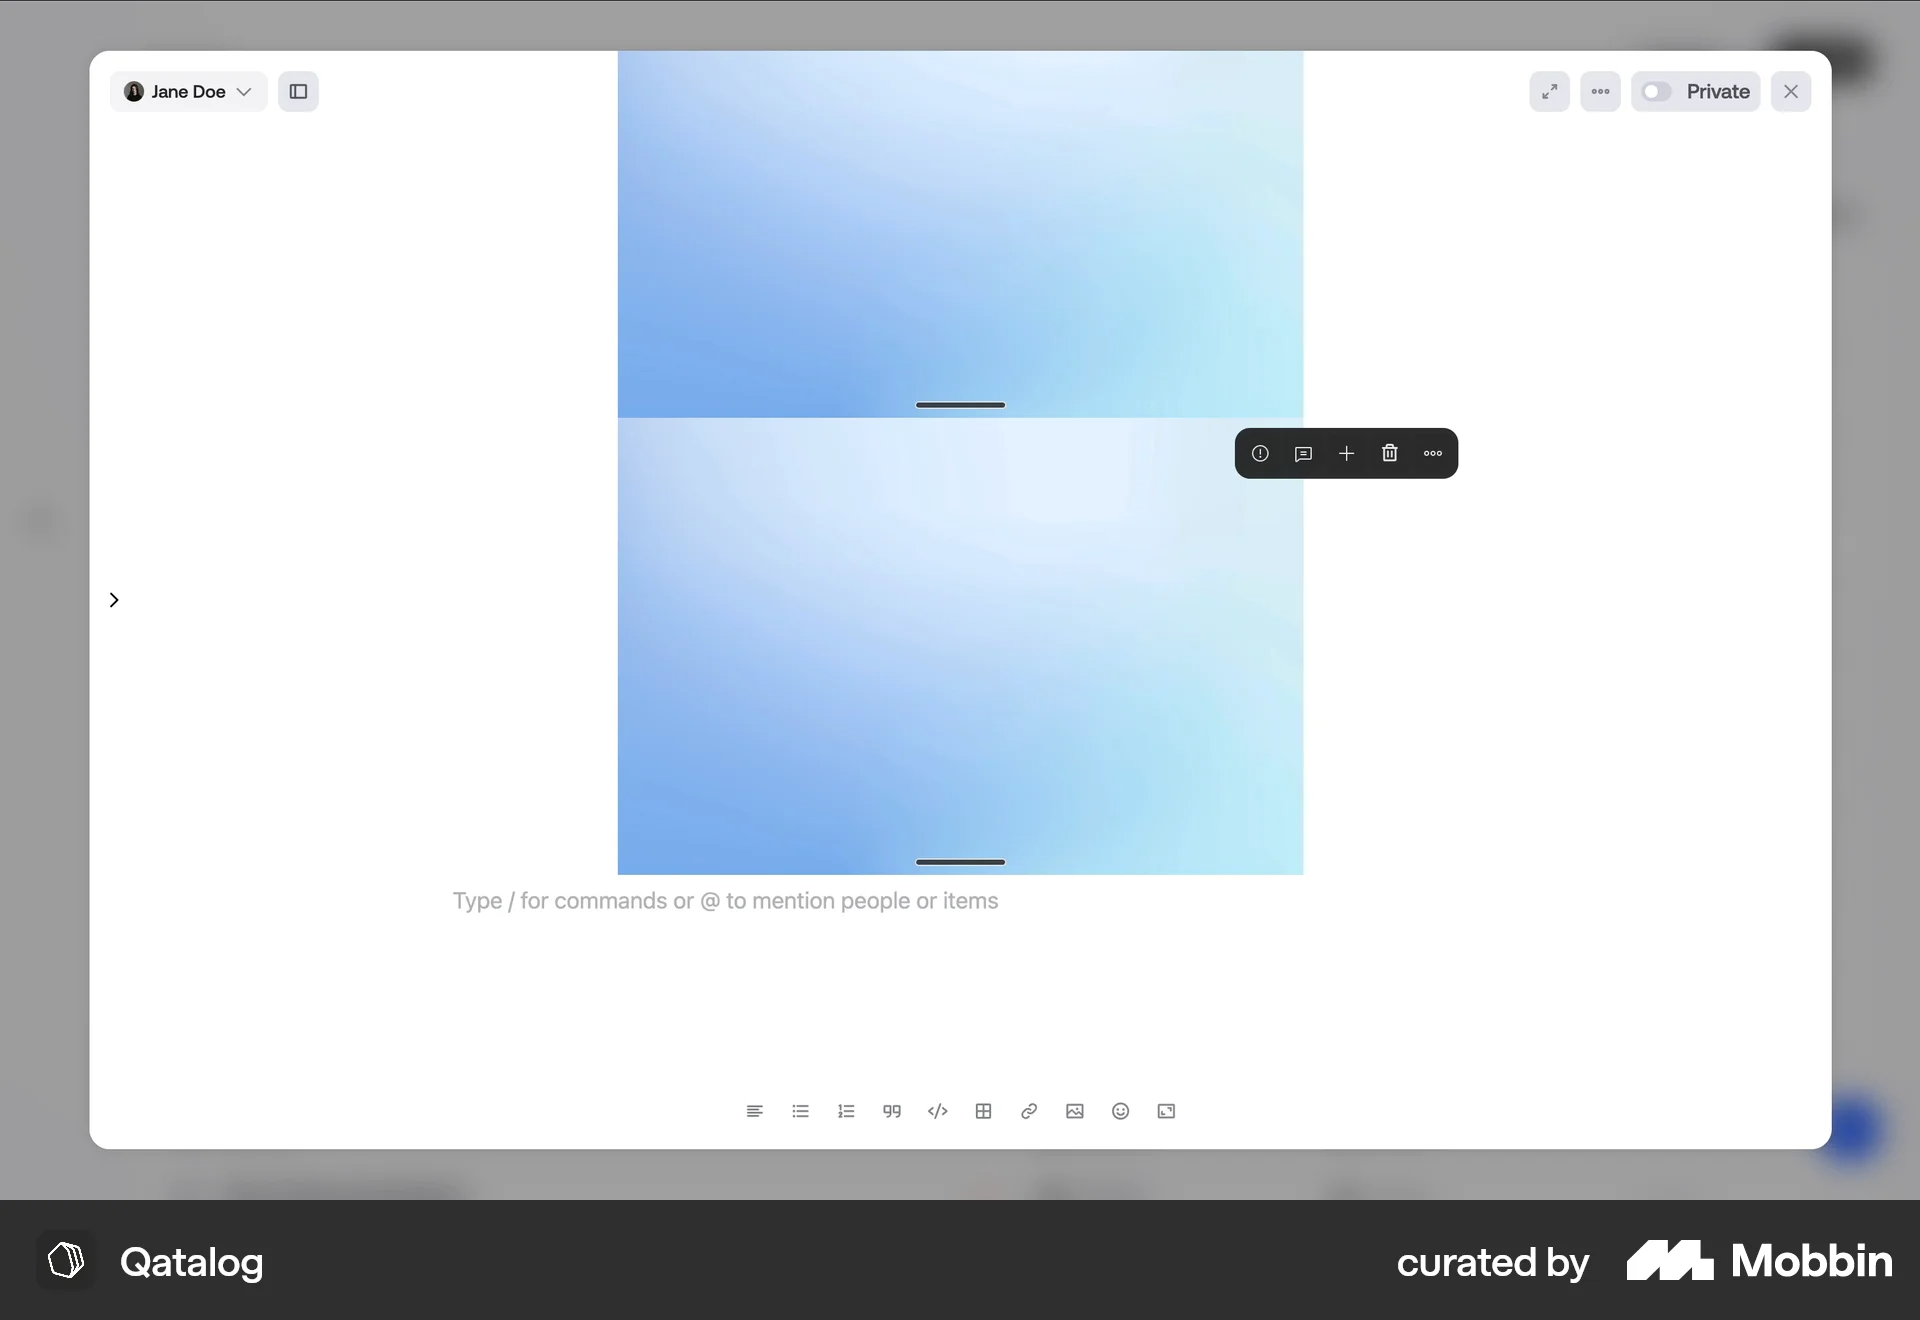 Jane Doe
Private
Type / for commands or @ to mention people or items
Qatalog
curated by Mobbin